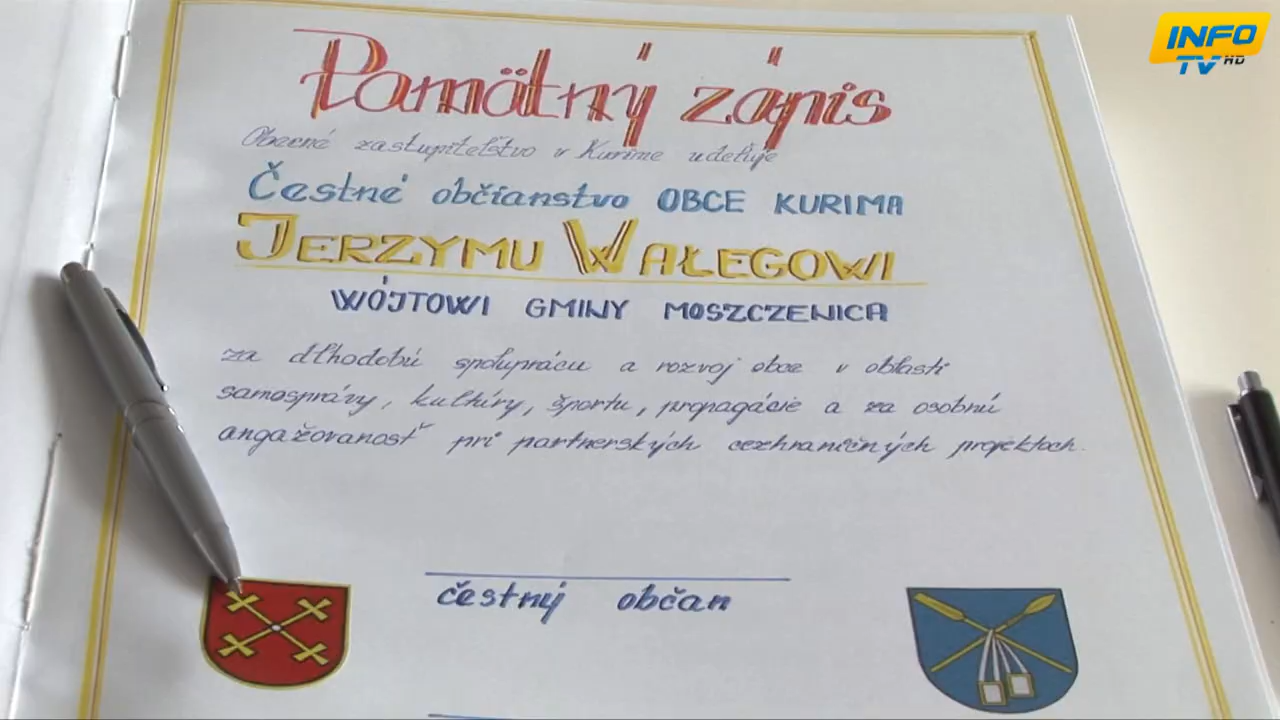 INFO
TV HD
Pamätný zápis
Obecné zastupiteľstvo v Kurime udeľuje
Čestné občianstvo OBCE KURIMA
JERZYMU WAŁEGOWI
WÓJTOWI GMINY MOSZCZENICA
za dlhodobú spoluprácu a rozvoj obce v oblasti
samosprávy, kultúry, športu, propagácie a za osobnú
angažovanosť pri partnerských cezhraničných projektoch.
čestný občan